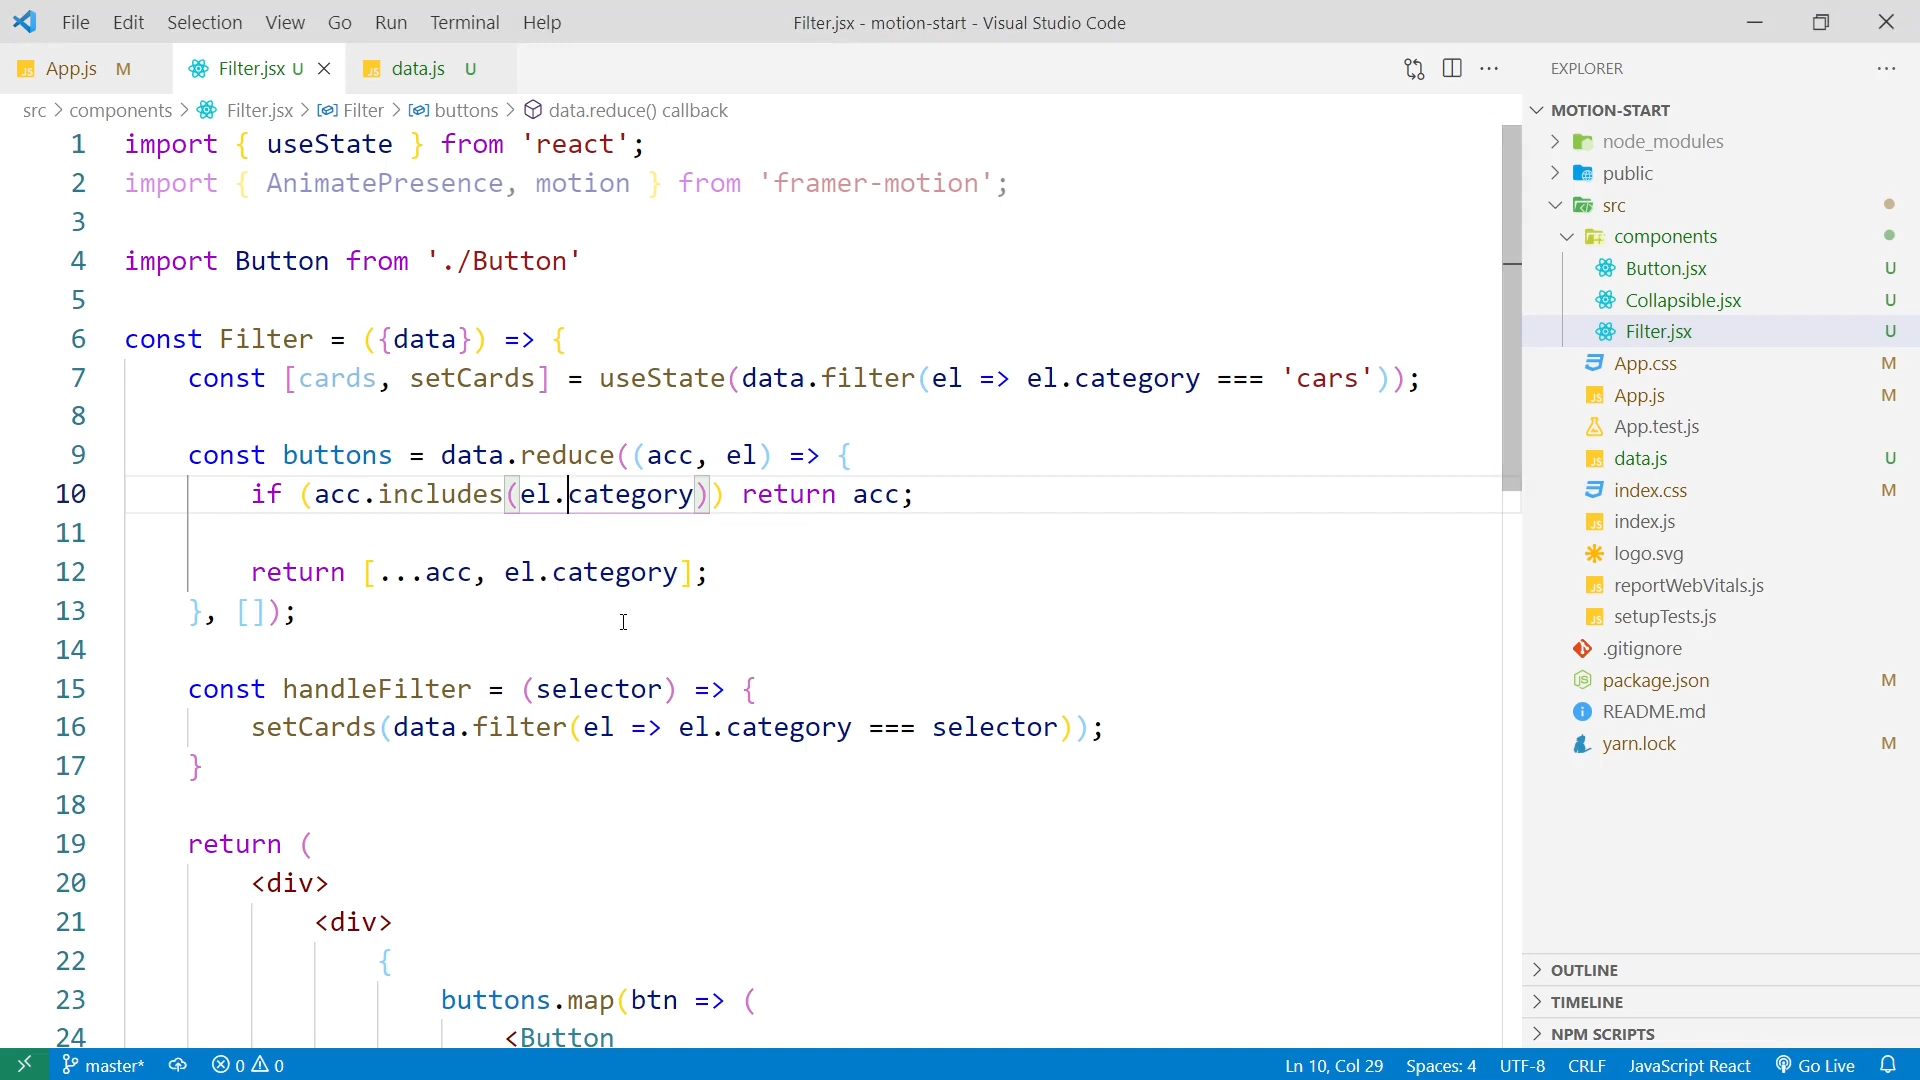 File Edit Selection View Go Run Terminal Help
Filter.jsx - motion-start - Visual Studio Code
App.js M
Filter.jsx U
data.js U
EXPLORER
src components Filter.jsx Filter buttons data.reduce() callback
1 import { useState } from 'react';
2 import { AnimatePresence, motion } from 'framer-motion';
3
4 import Button from './Button'
5
6 const Filter = ({data}) => {
7 const [cards, setCards] = useState(data.filter(el => el.category === 'cars'));
8
9 const buttons = data.reduce((acc, el) => {
10 if (acc.includes(el.category)) return acc;
11
12 return [...acc, el.category];
13 }, []);
14
15 const handleFilter = (selector) => {
16 setCards(data.filter(el => el.category === selector));
17 }
18
19 return (
20 <div>
21 <div>
22 {
23 buttons.map(btn => (
24 <Button
MOTION-START
node_modules
public
src
components
Button.jsx U
Collapsible.jsx U
Filter.jsx U
App.css M
App.js M
App.test.js
data.js U
index.css M
index.js
logo.svg
reportWebVitals.js
setupTests.js
.gitignore
package.json M
README.md
yarn.lock M
OUTLINE
TIMELINE
NPM SCRIPTS
master* 0 0
Ln 10, Col 29 Spaces: 4 UTF-8 CRLF JavaScript React Go Live